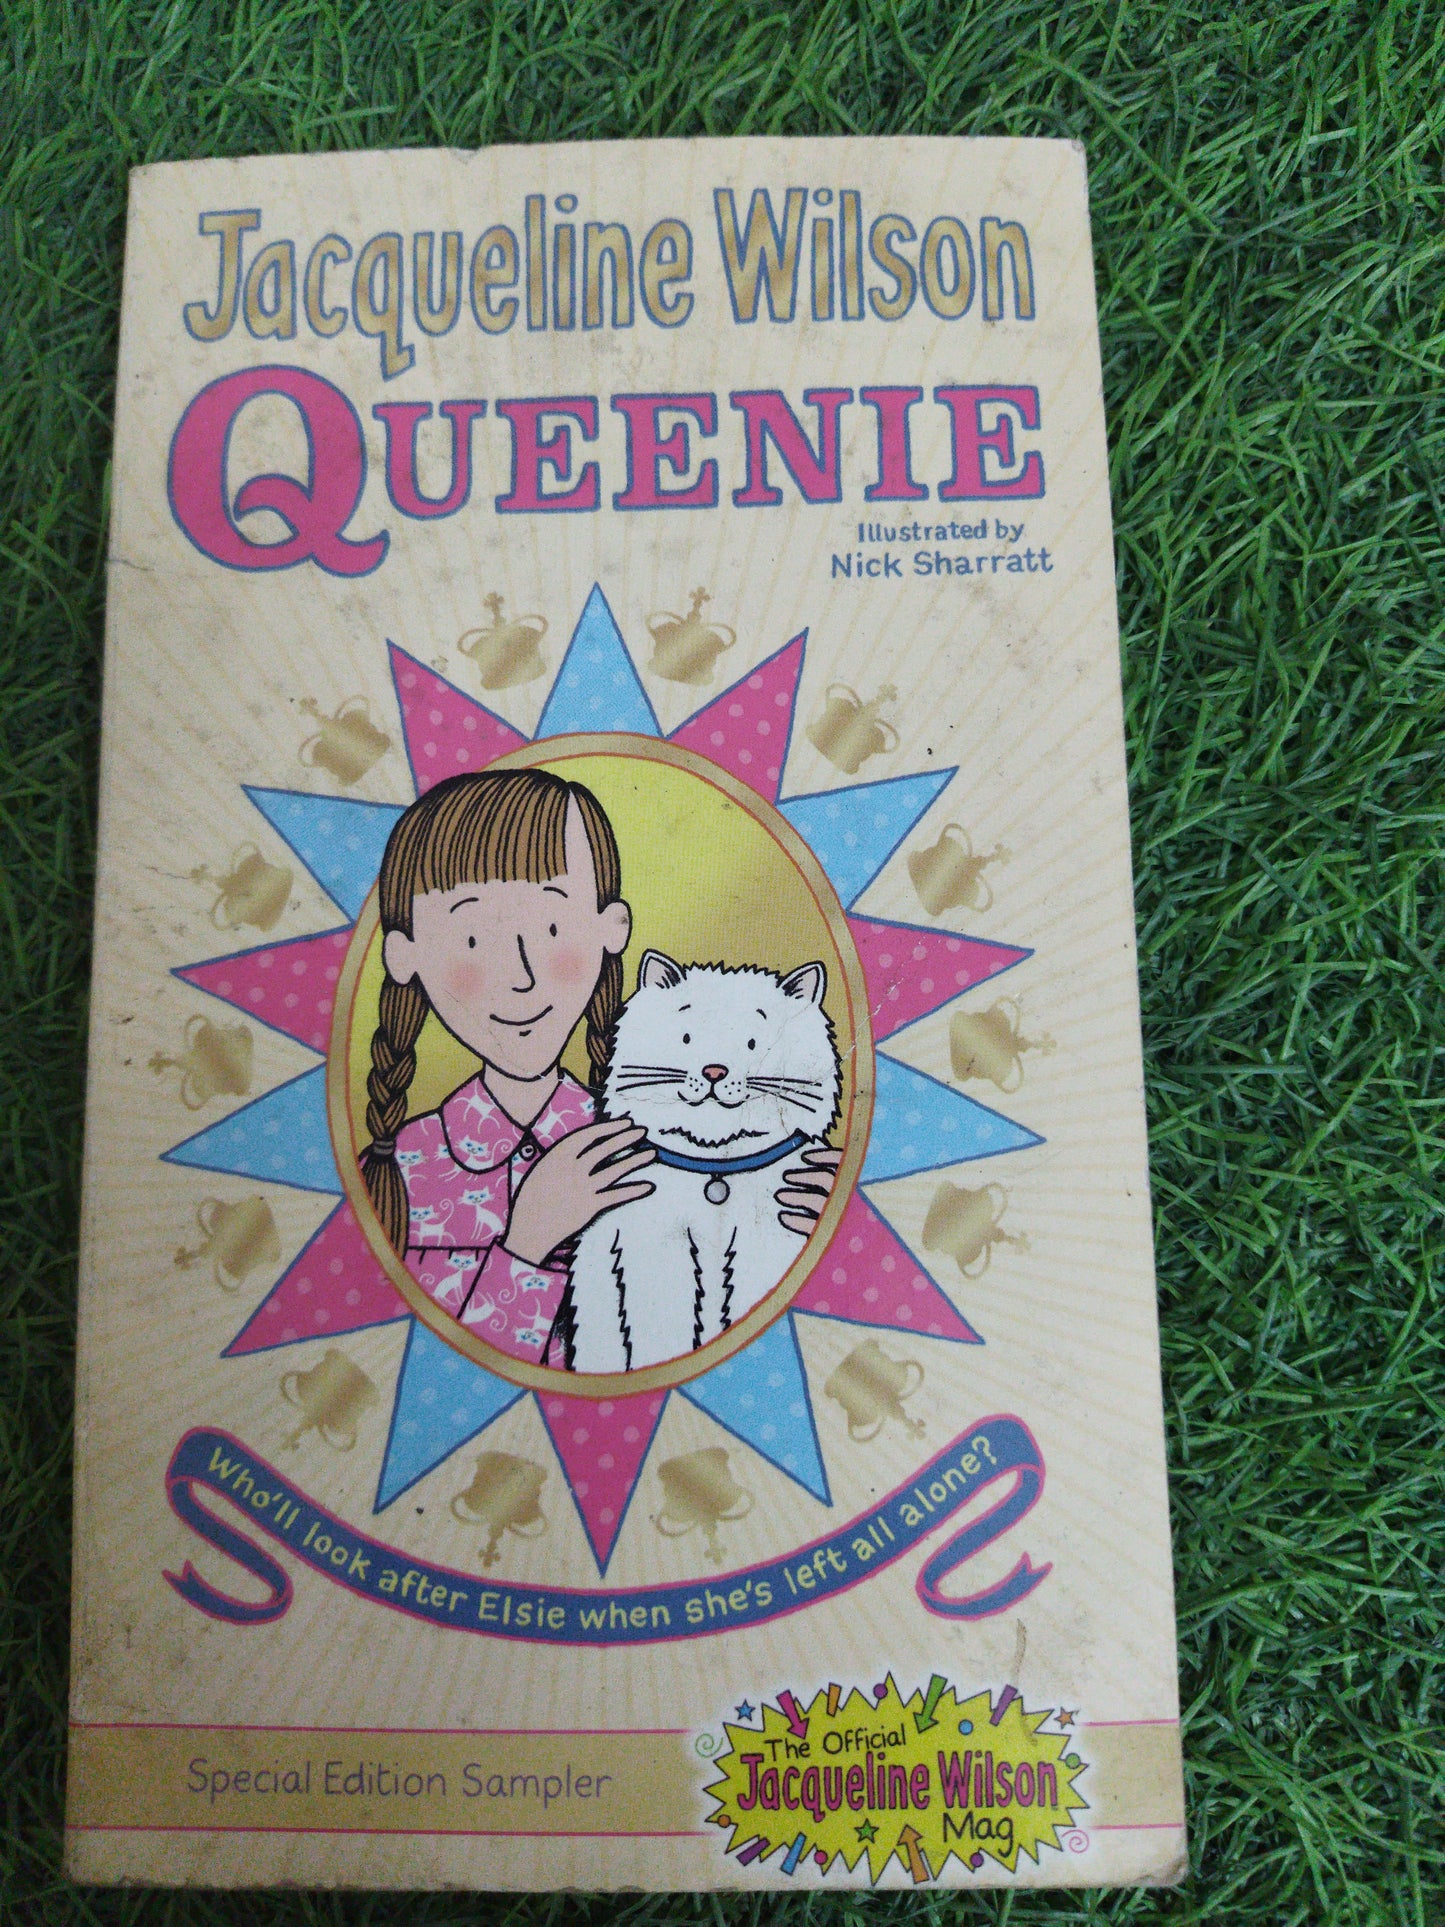 Jacqueline Wilson
QUEENIE
Illustrated by
Nick Sharratt
Who'll look after Elsie when she's left all alone?
Special Edition Sampler
The Official
Jacqueline Wilson
Mag